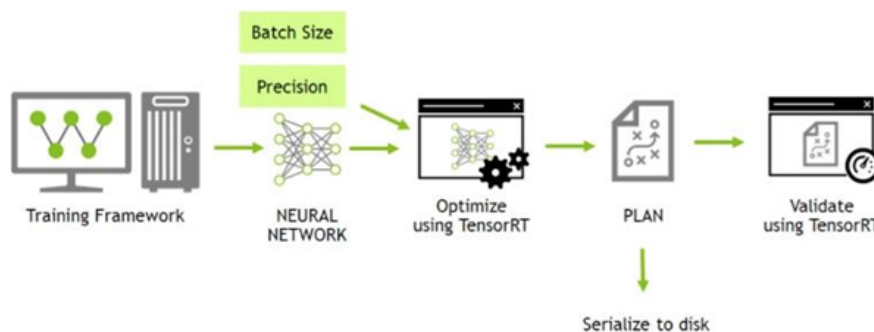 Batch Size
Precision
Training Framework
NEURAL
NETWORK
Optimize
using TensorRT
PLAN
Validate
using TensorRT
Serialize to disk